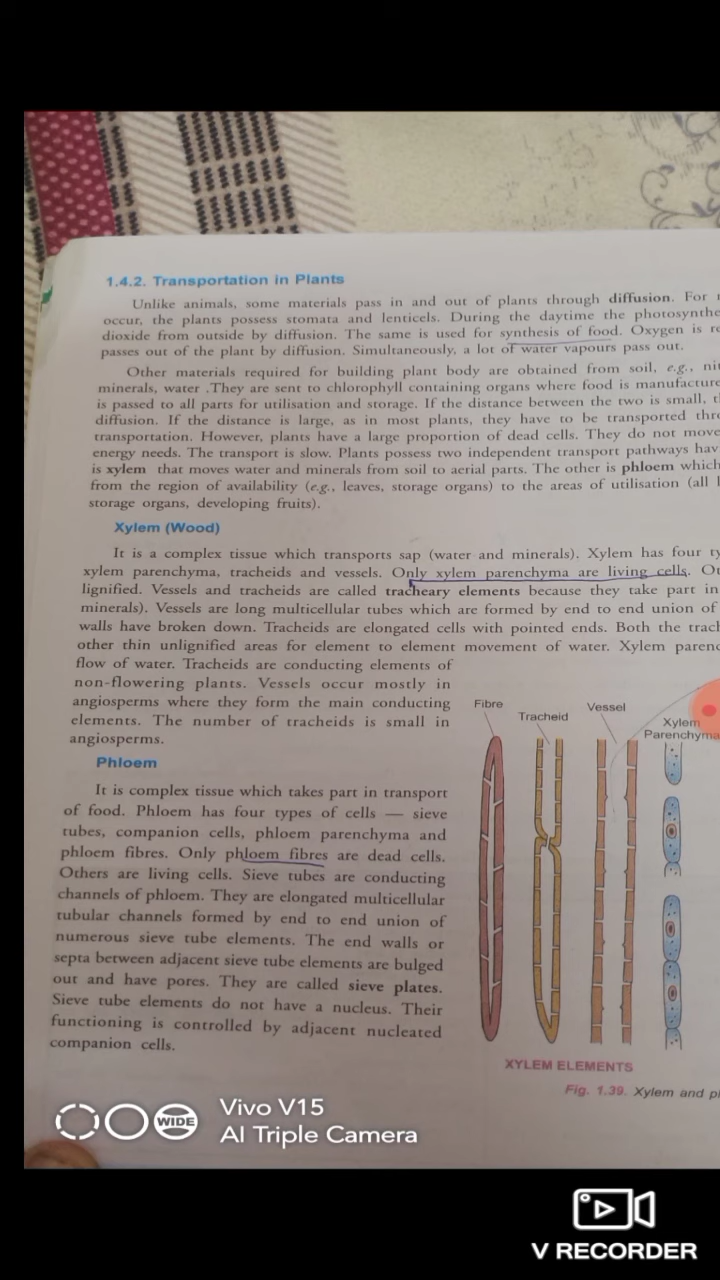 1.4.2. Transportation in Plants
Unlike animals, some materials pass in and out of plants through diffusion. For
occur, the plants possess stomata and lenticels. During the daytime the
dioxide from outside by diffusion. The same is used for synthesis of food. Oxygen is
passes out of the plant by diffusion. Simultaneously, a lot of water vapours pass out.
Other materials required for building plant body are obtained from soil, e.g.,
minerals, water .They are sent to chlorophyll containing organs where food is
is passed to all parts for utilisation and storage. If the distance between the two is small,
diffusion. If the distance is large, as in most plants, they have to be transported
transportation. However, plants have a large proportion of dead cells. They do not move
energy needs. The transport is slow. Plants possess two independent transport pathways
is xylem that moves water and minerals from soil to aerial parts. The other is phloem which
from the region of availability (e.g., leaves, storage organs) to the areas of utilisation (all
storage organs, developing fruits).
Xylem (Wood)
It is a complex tissue which transports sap (water and minerals). Xylem has four
xylem parenchyma, tracheids and vessels. Only xylem parenchyma are living cells.
lignified. Vessels and tracheids are called tracheary elements because they take part in
minerals). Vessels are long multicellular tubes which are formed by end to end union of
walls have broken down. Tracheids are elongated cells with pointed ends. Both the
other thin unlignified areas for element to element movement of water. Xylem
flow of water. Tracheids are conducting elements of
non-flowering plants. Vessels occur mostly in
angiosperms where they form the main conducting
elements. The number of tracheids is small in
angiosperms.
Phloem
It is complex tissue which takes part in transport
of food. Phloem has four types of cells — sieve
tubes, companion cells, phloem parenchyma and
phloem fibres. Only phloem fibres are dead cells.
Others are living cells. Sieve tubes are conducting
channels of phloem. They are elongated multicellular
tubular channels formed by end to end union of
numerous sieve tube elements. The end walls or
septa between adjacent sieve tube elements are bulged
out and have pores. They are called sieve plates.
Sieve tube elements do not have a nucleus. Their
functioning is controlled by adjacent nucleated
companion cells.
Fibre
Tracheid
Vessel
Xylem
Parenchyma
XYLEM ELEMENTS
Fig. 1.39. Xylem and
WIDE
Vivo V15
AI Triple Camera
V RECORDER